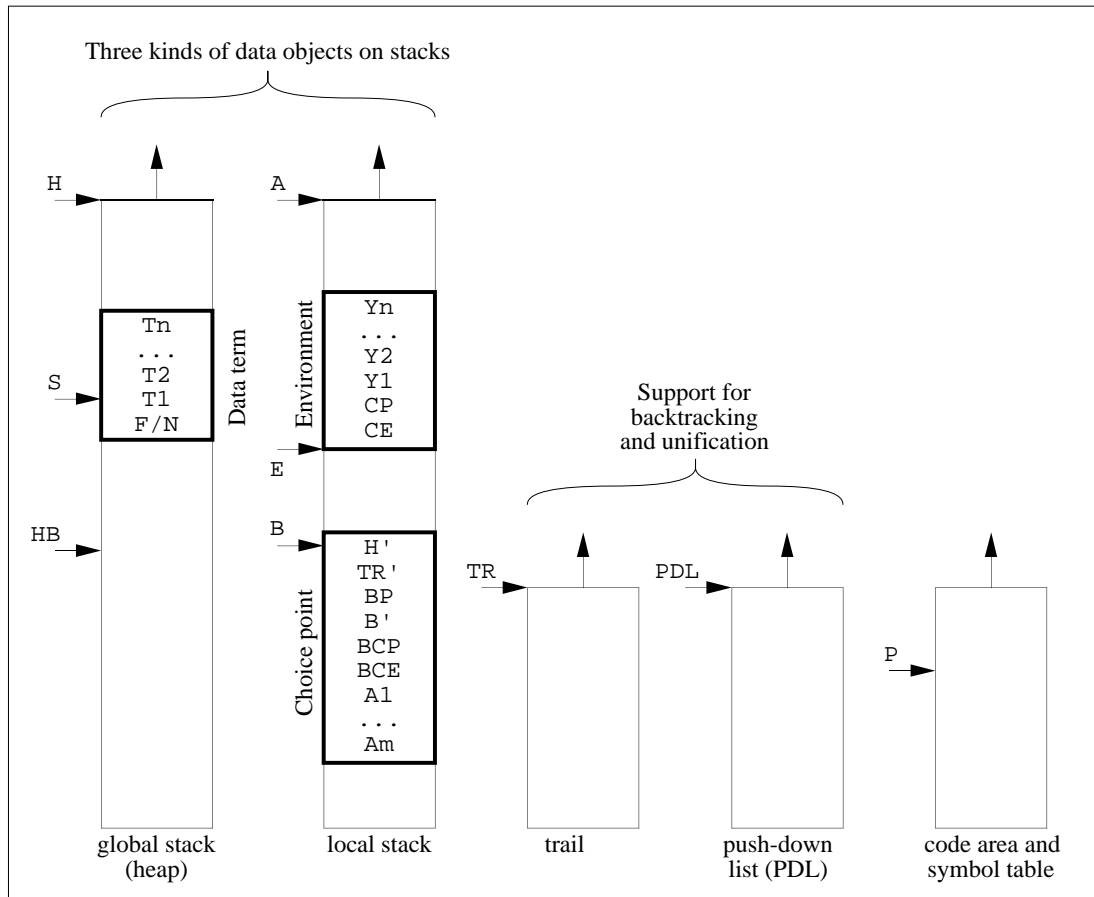 Three kinds of data objects on stacks
H
A
Tn
...
T2
T1
F/N
Data term
S
Environment
Yn
...
Y2
Y1
CP
CE
E
HB
B
Choice point
H'
TR'
BP
B'
BCP
BCE
A1
...
Am
Support for
backtracking
and unification
TR
PDL
P
global stack
(heap)
local stack
trail
push-down
list (PDL)
code area and
symbol table